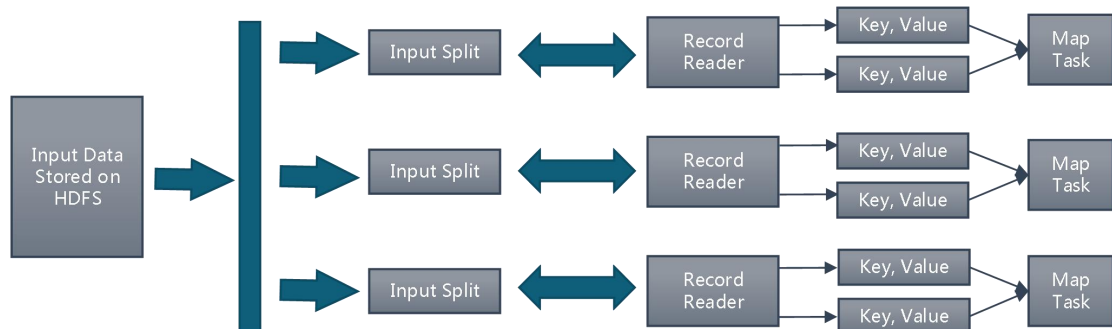 Input Data
Stored on
HDFS
Input Split
Record
Reader
Key, Value
Key, Value
Map
Task
Input Split
Record
Reader
Key, Value
Key, Value
Map
Task
Input Split
Record
Reader
Key, Value
Key, Value
Map
Task